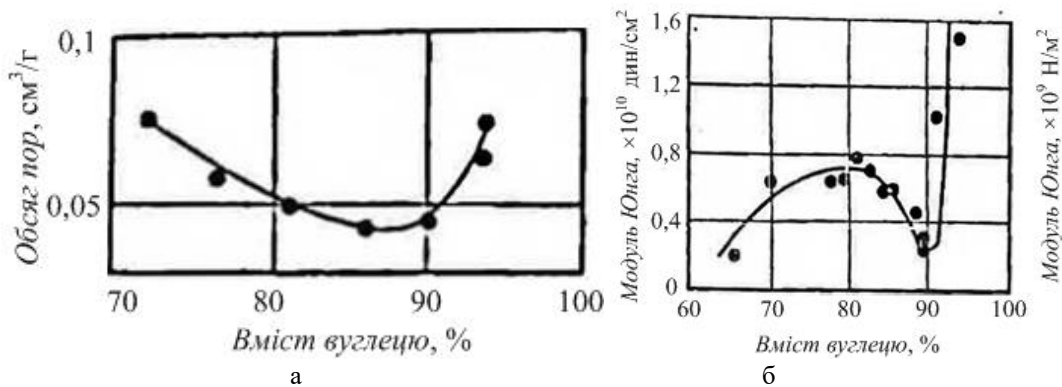 0,1
0,05
Обсяг пор, см³/г
70 80 90 100
Вміст вуглецю, %
а
1,6
1,2
0,8
0,4
0
Модуль Юнга, ×10¹⁰ дин/см²
Модуль Юнга, ×10⁹ Н/м²
60 70 80 90 100
Вміст вуглецю, %
б